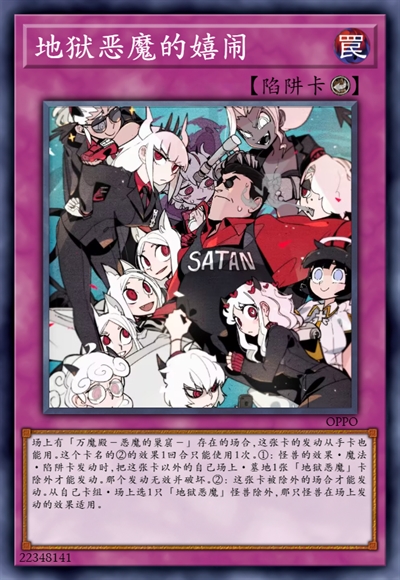 地狱恶魔的嬉闹
罠
【陷阱卡】
SATAN
OPPO
场上有「万魔殿－恶魔的巢窟－」存在的场合,这张卡的发动从手卡也
能用。这个卡名的②的效果1回合只能使用1次。①：怪兽的效果·魔法
·陷阱卡发动时,把这张卡以外的自己场上·墓地1张「地狱恶魔」卡
除外才能发动。那个发动无效并破坏。②：这张卡被除外的场合才能发
动。从自己卡组·场上选1只「地狱恶魔」怪兽除外,那只怪兽在场上发
动的效果适用。
22348141